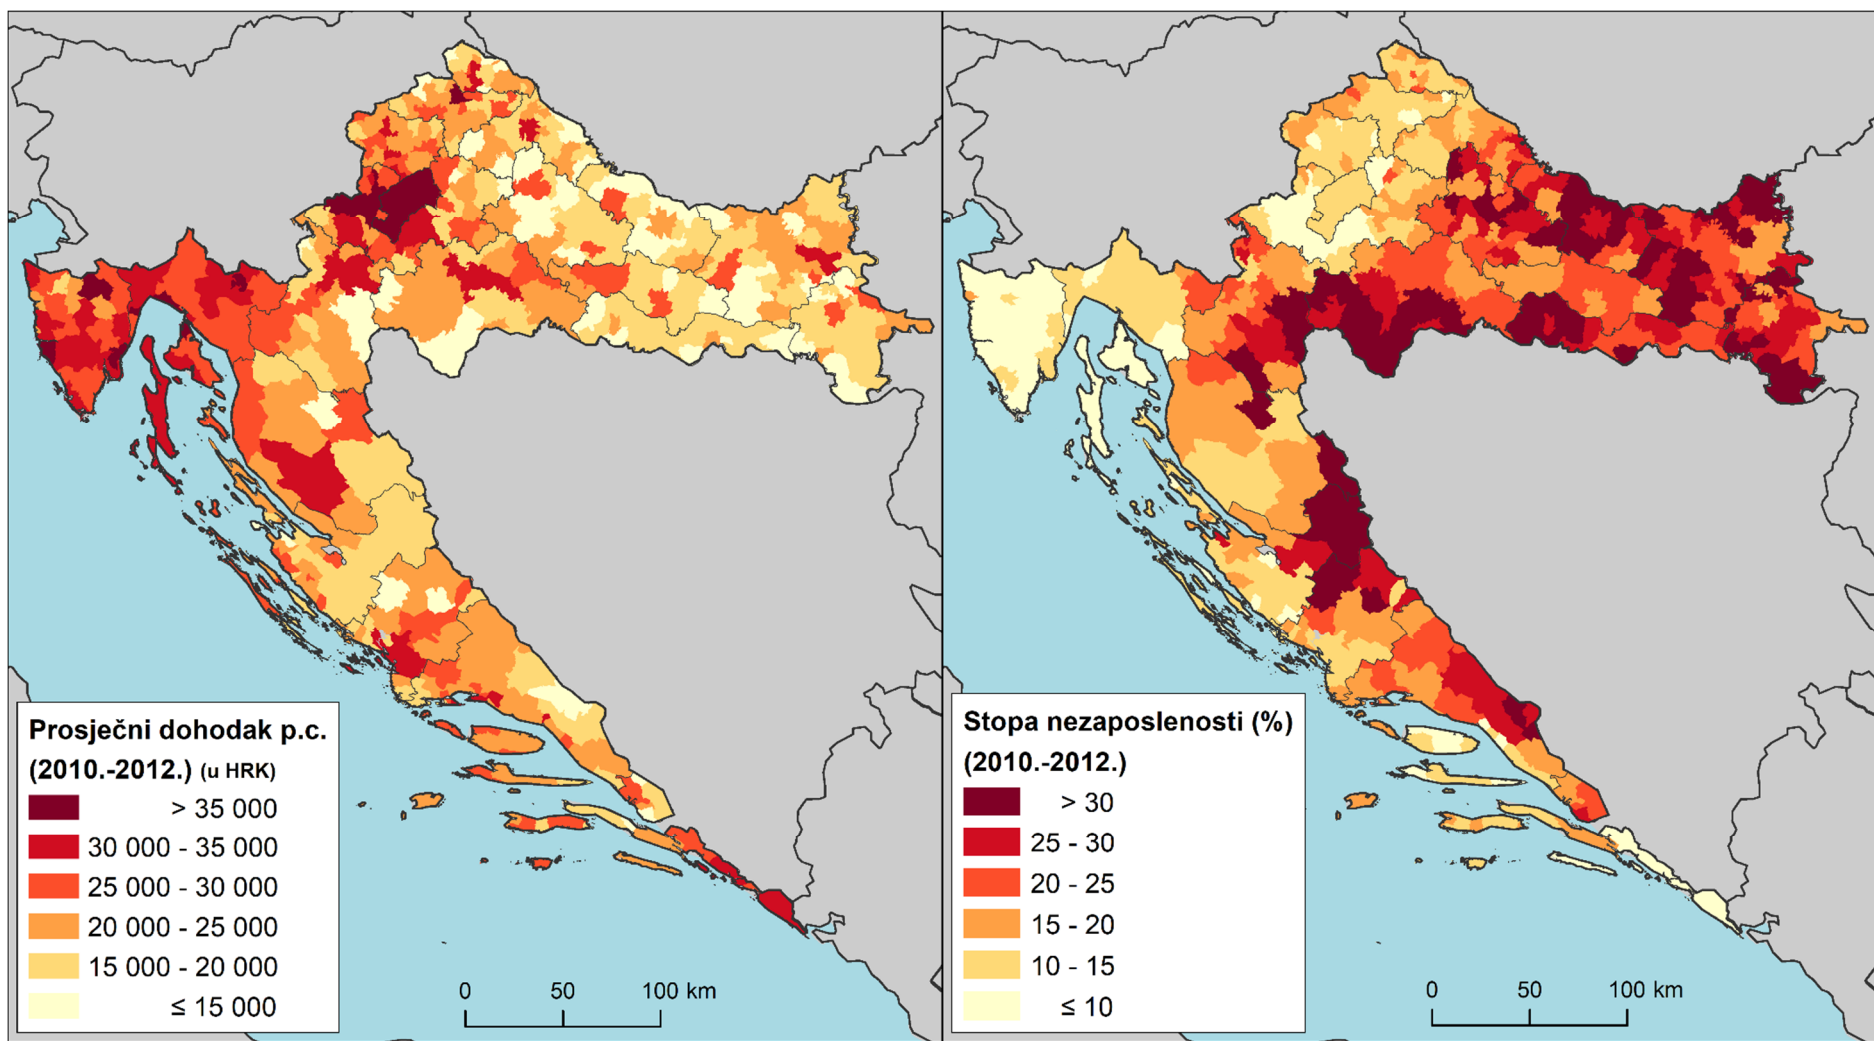 Prosječni dohodak p.c.
(2010.-2012.) (u HRK)
> 35 000
30 000 - 35 000
25 000 - 30 000
20 000 - 25 000
15 000 - 20 000
≤ 15 000
0 50 100 km
Stopa nezaposlenosti (%)
(2010.-2012.)
> 30
25 - 30
20 - 25
15 - 20
10 - 15
≤ 10
0 50 100 km